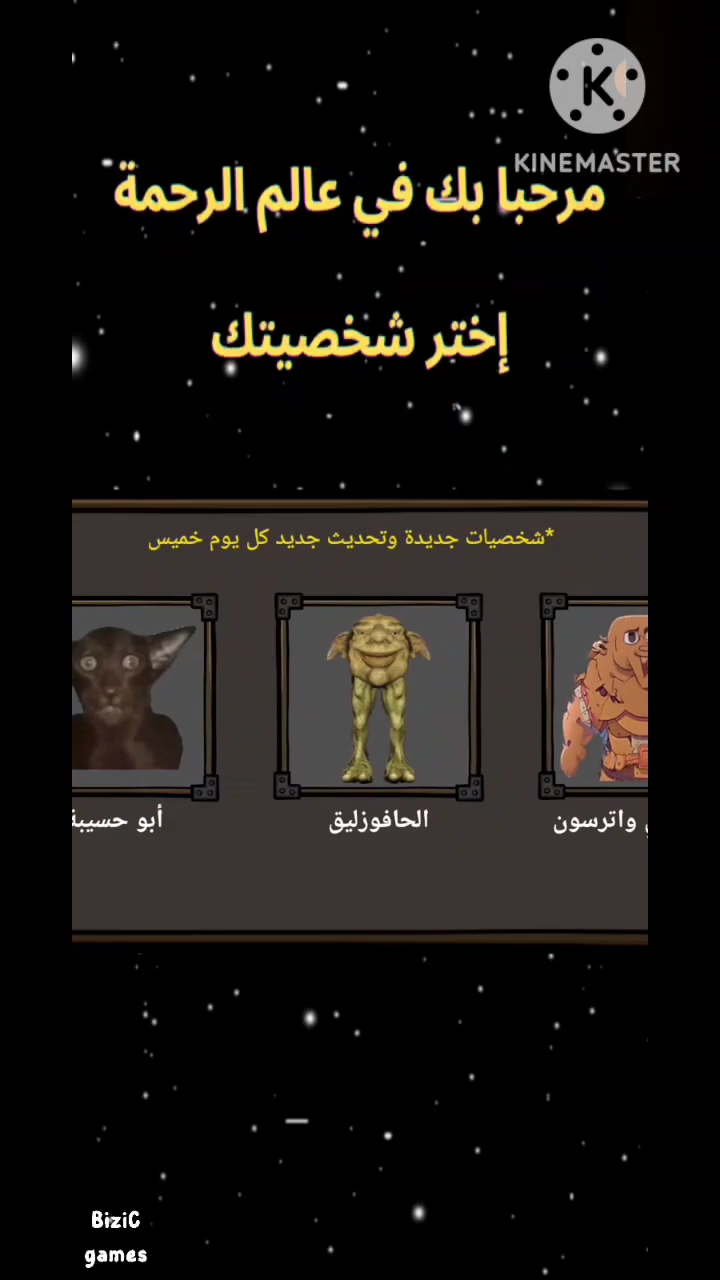 KINEMASTER
مرحبا بك في عالم الرحمة
إختر شخصيتك
*شخصيات جديدة وتحديث جديد كل يوم خميس
أبو حسيبة
الحافوزليق
واترسون
BiziC
games